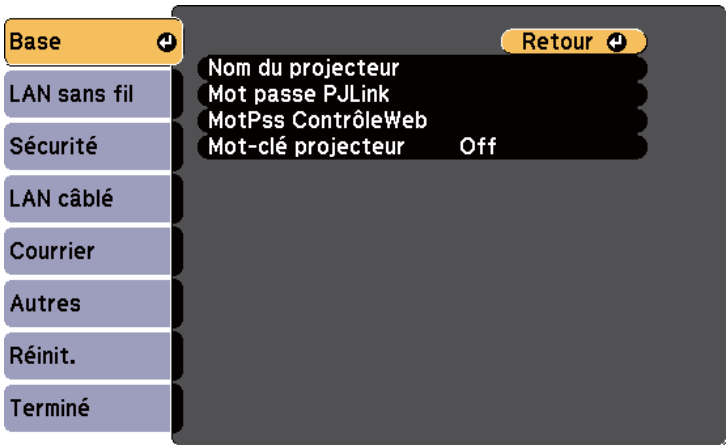 Base
LAN sans fil
Sécurité
LAN câblé
Courrier
Autres
Réinit.
Terminé
Retour
Nom du projecteur
Mot passe PJLink
MotPss ContrôleWeb
Mot-clé projecteur Off